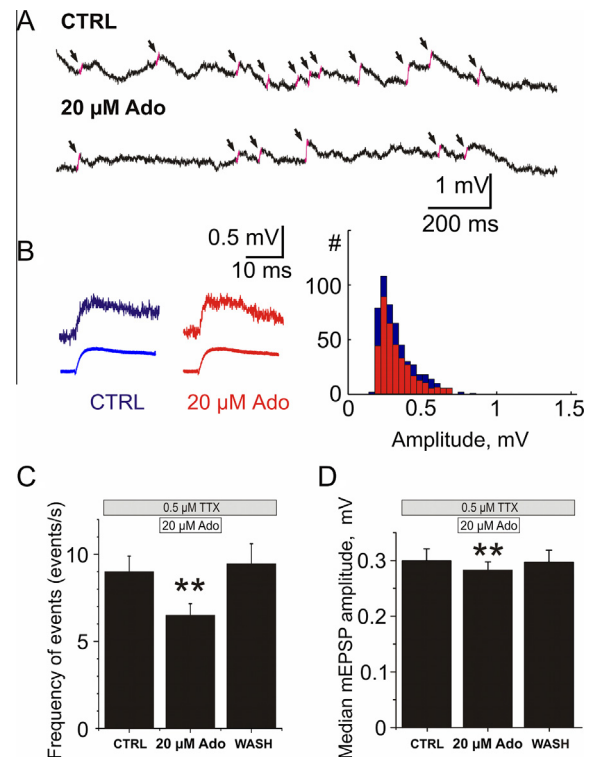 A
CTRL
20 µM Ado
1 mV
200 ms
B
0.5 mV
10 ms
CTRL
20 µM Ado
#
100
50
0
0
0.5
1
1.5
Amplitude, mV
C
0.5 µM TTX
20 µM Ado
Frequency of events (events/s)
10
5
0
**
CTRL
20 µM Ado
WASH
D
0.5 µM TTX
20 µM Ado
Median mEPSP amplitude, mV
0.3
0.2
0.1
0
**
CTRL
20 µM Ado
WASH